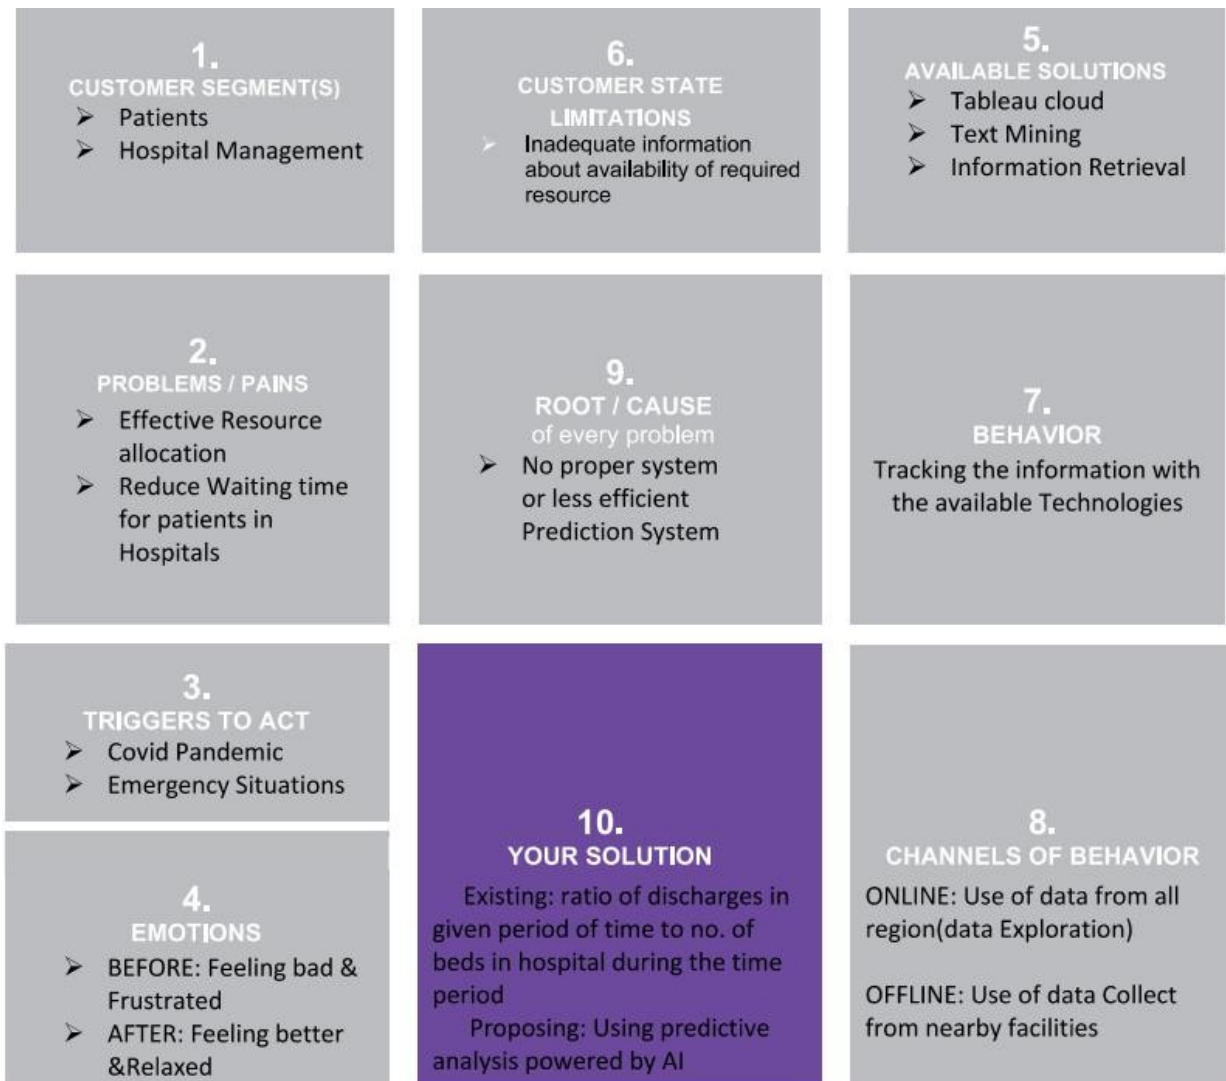 1.
CUSTOMER SEGMENT(S)
➢ Patients
➢ Hospital Management
6.
CUSTOMER STATE
LIMITATIONS
➢ Inadequate information
about availability of required
resource
5.
AVAILABLE SOLUTIONS
➢ Tableau cloud
➢ Text Mining
➢ Information Retrieval
2.
PROBLEMS / PAINS
➢ Effective Resource
allocation
➢ Reduce Waiting time
for patients in
Hospitals
9.
ROOT / CAUSE
of every problem
➢ No proper system
or less efficient
Prediction System
7.
BEHAVIOR
Tracking the information with
the available Technologies
3.
TRIGGERS TO ACT
➢ Covid Pandemic
➢ Emergency Situations
4.
EMOTIONS
➢ BEFORE: Feeling bad &
Frustrated
➢ AFTER: Feeling better
&Relaxed
10.
YOUR SOLUTION
Existing: ratio of discharges in
given period of time to no. of
beds in hospital during the time
period
Proposing: Using predictive
analysis powered by AI
8.
CHANNELS OF BEHAVIOR
ONLINE: Use of data from all
region(data Exploration)
OFFLINE: Use of data Collect
from nearby facilities